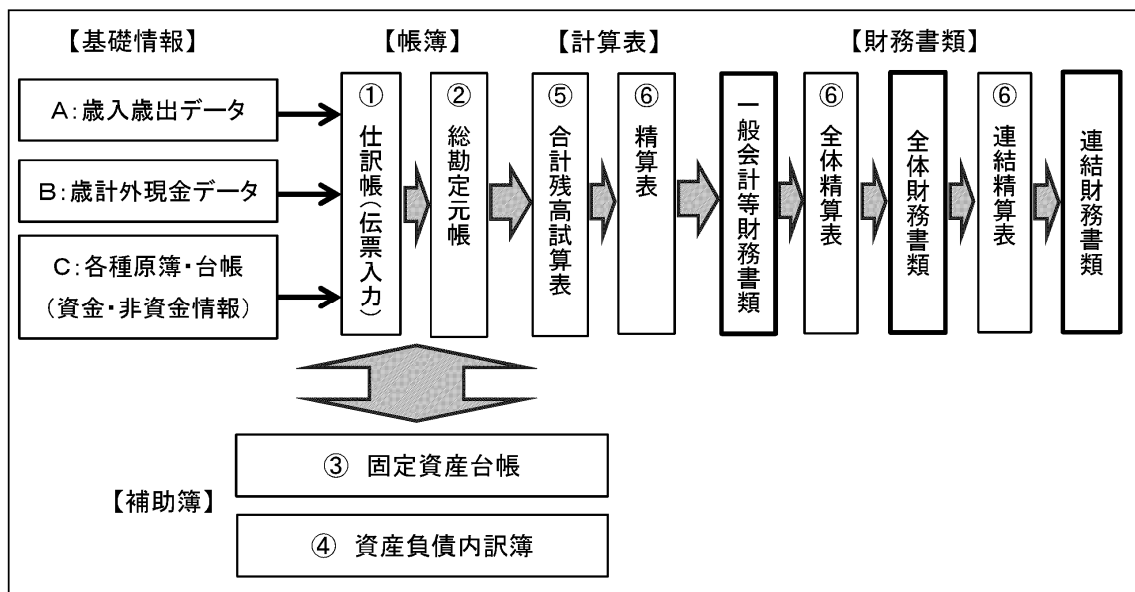 【基礎情報】
【帳簿】
【計算表】
【財務書類】
A:歳入歳出データ
B:歳計外現金データ
C:各種原簿・台帳
(資金・非資金情報)
①仕訳帳(伝票入力)
②総勘定元帳
⑤合計残高試算表
⑥精算表
一般会計等財務書類
⑥全体精算表
全体財務書類
⑥連結精算表
連結財務書類
【補助簿】
③ 固定資産台帳
④ 資産負債内訳簿